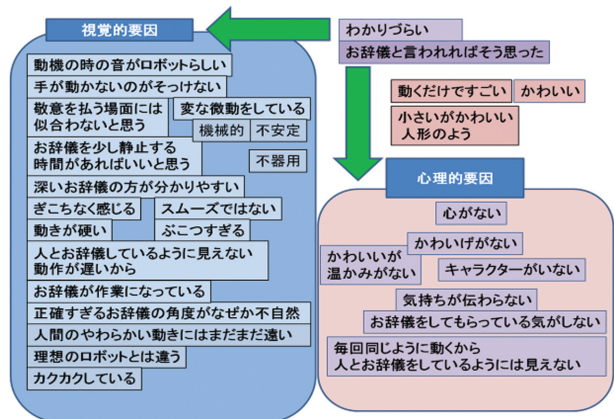 視覚的要因
わかりづらい
お辞儀と言われればそう思った
動機の時の音がロボットらしい
手が動かないのがそっけない
敬意を払う場面には
似合わないと思う
変な微動をしている
機械的
不安定
お辞儀を少し静止する
時間があればいいと思う
不器用
深いお辞儀の方が分かりやすい
ぎこちなく感じる
スムーズではない
動きが硬い
ぶこつすぎる
人とお辞儀しているように見えない
動作が遅いから
お辞儀が作業になっている
正確すぎるお辞儀の角度がなぜか不自然
人間のやわらかい動きにはまだまだ遠い
理想のロボットとは違う
カクカクしている
動くだけですごい
かわいい
小さいがかわいい
人形のよう
心理的要因
心がない
かわいげがない
かわいいが
温かみがない
キャラクターがいない
気持ちが伝わらない
お辞儀をしてもらっている気がしない
毎回同じように動くから
人とお辞儀をしているようには見えない